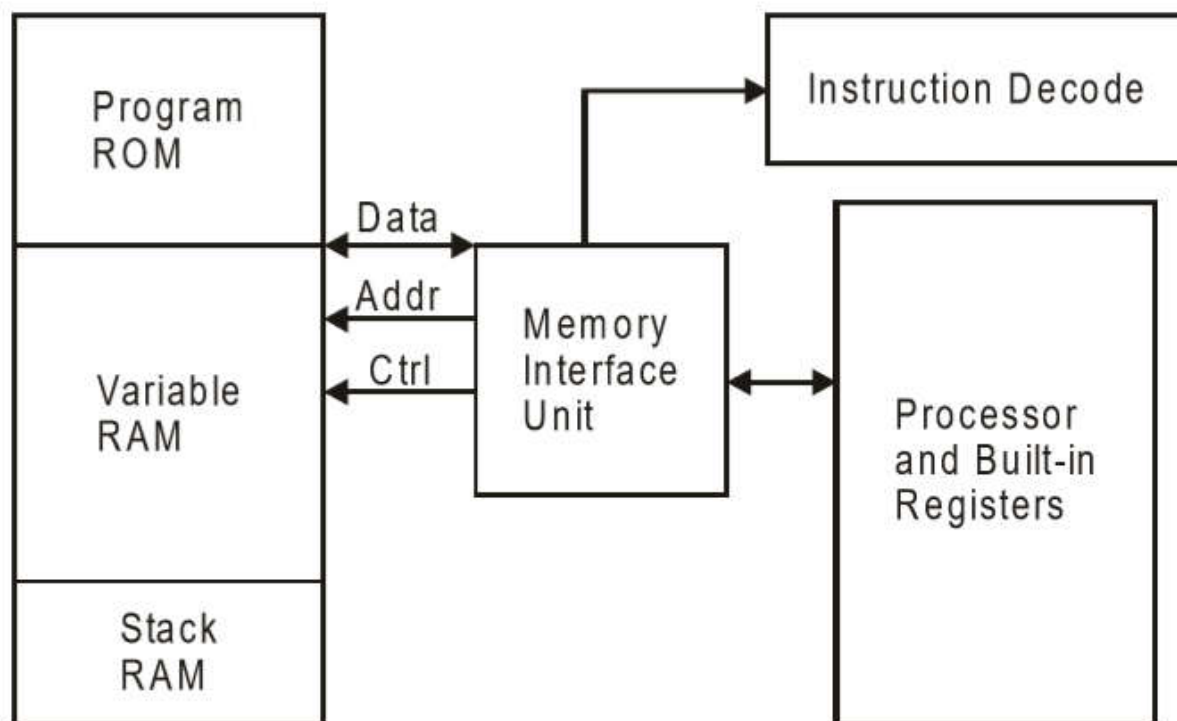 Program
ROM
Instruction Decode
Data
Addr
Ctrl
Memory
Interface
Unit
Variable
RAM
Processor
and Built-in
Registers
Stack
RAM